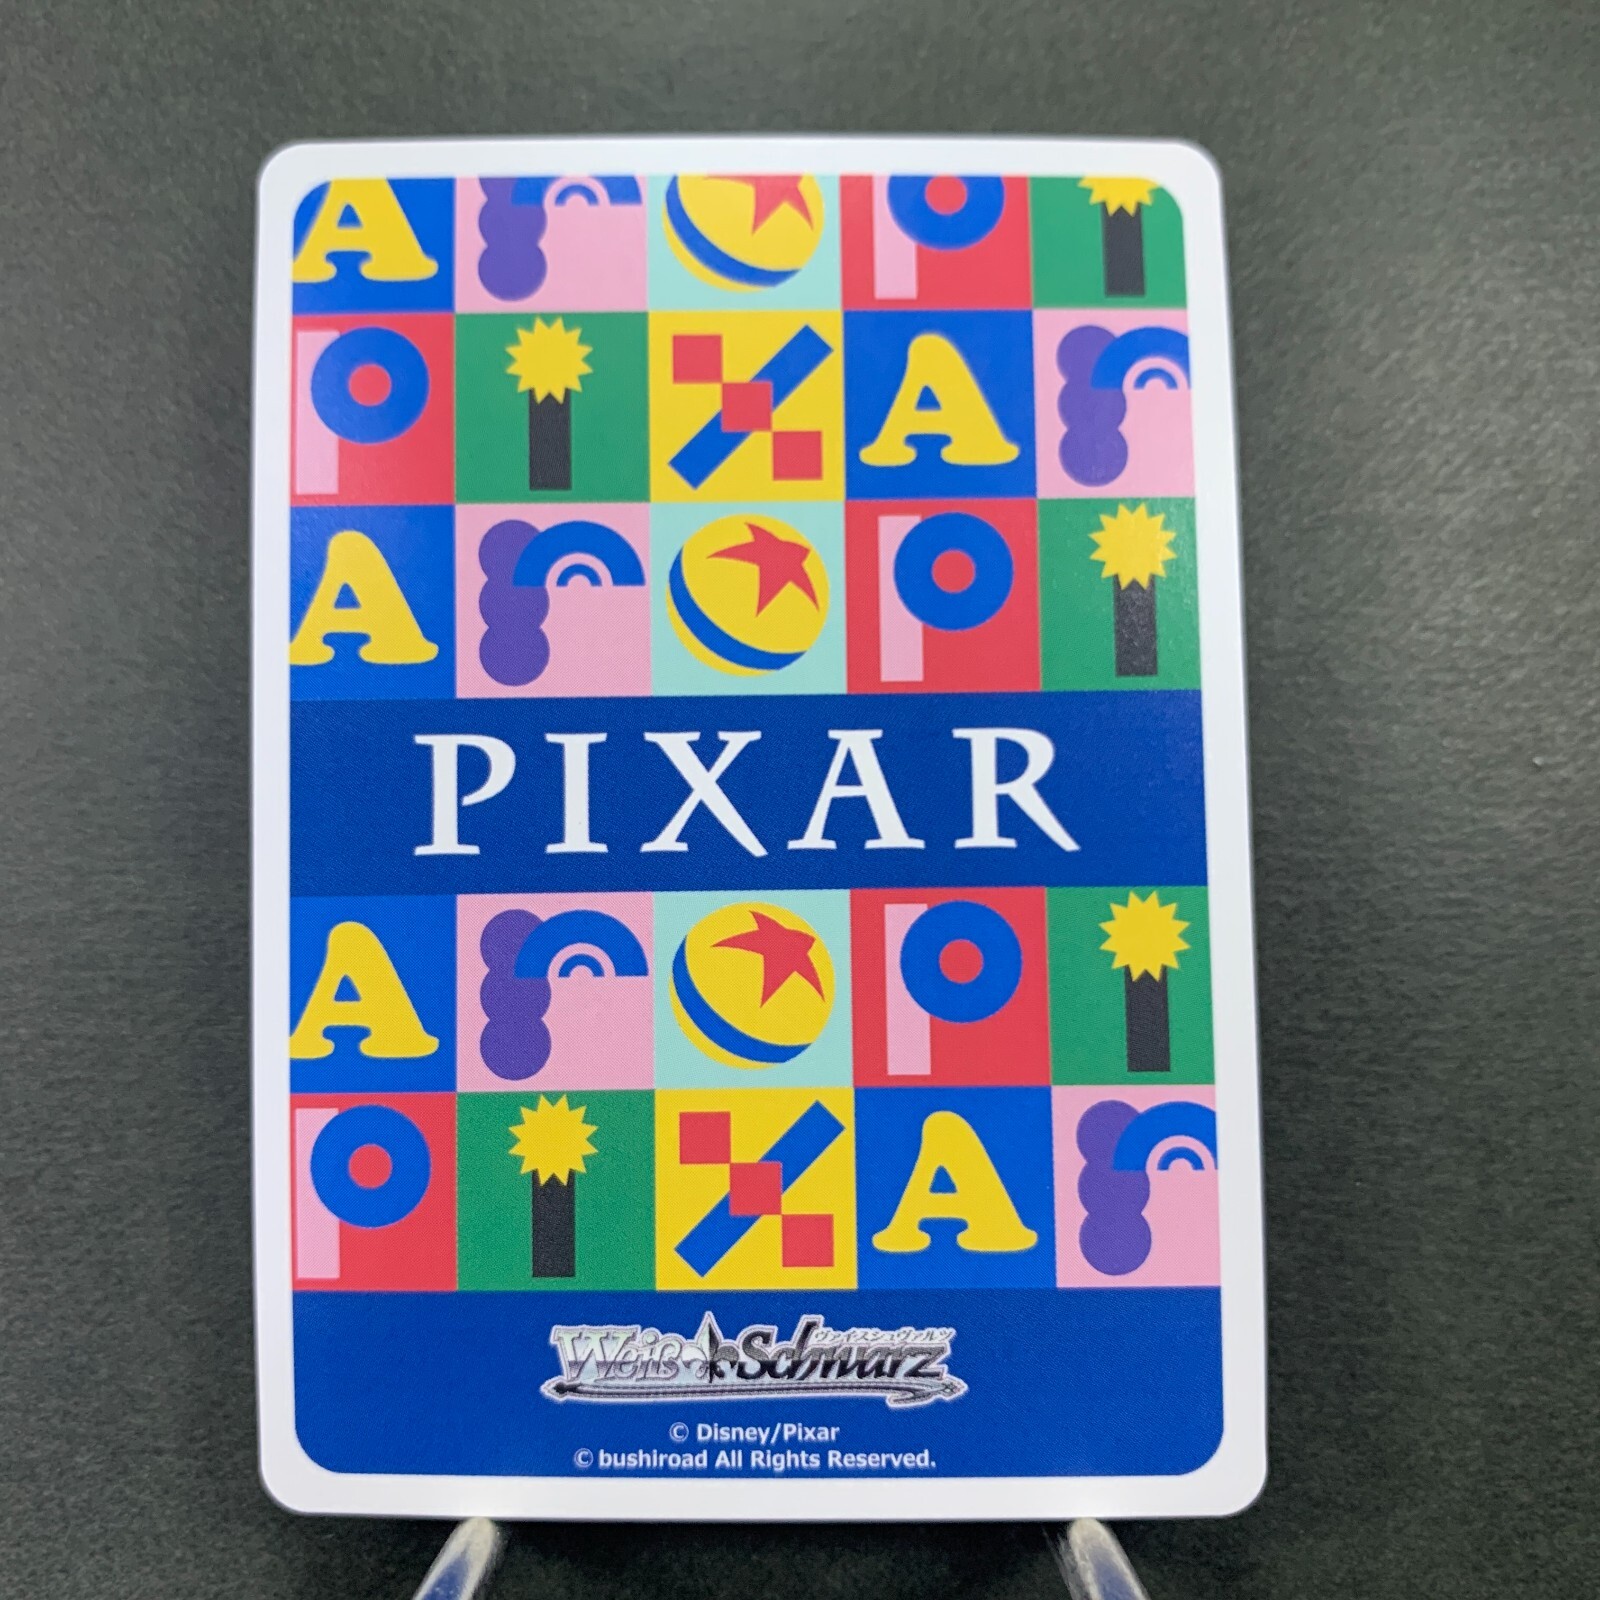 A r P i
P i X A r
A r P i
PIXAR
A r P i
P i X A r
Weiß Schwarz
ヴァイスシュヴァルツ
© Disney/Pixar
© bushiroad All Rights Reserved.